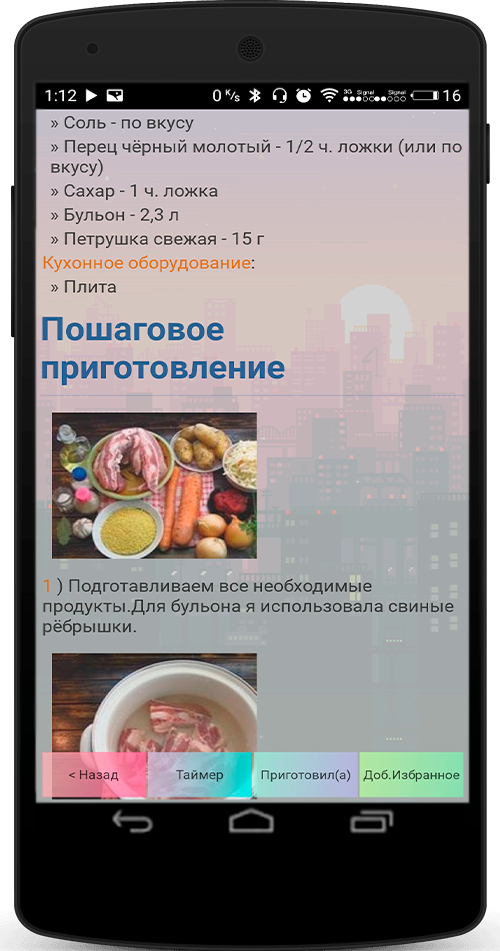 1:12 0 K/s 3G Signal Signal 16
» Соль - по вкусу
» Перец чёрный молотый - 1/2 ч. ложки (или по
вкусу)
» Сахар - 1 ч. ложка
» Бульон - 2,3 л
» Петрушка свежая - 15 г
Кухонное оборудование:
» Плита
Пошаговое
приготовление
1 ) Подготавливаем все необходимые
продукты.Для бульона я использовала свиные
рёбрышки.
< Назад Таймер Приготовил(а) Доб.Избранное